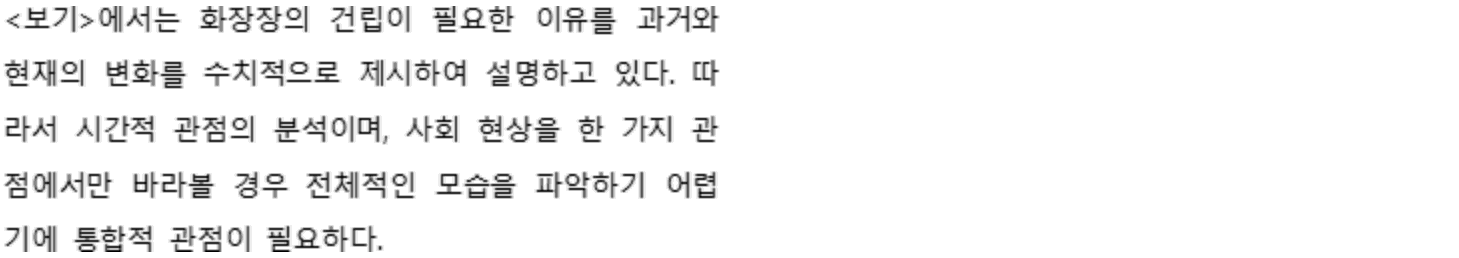 <보기>에서는 화장장의 건립이 필요한 이유를 과거와
현재의 변화를 수치적으로 제시하여 설명하고 있다. 따
라서 시간적 관점의 분석이며, 사회 현상을 한 가지 관
점에서만 바라볼 경우 전체적인 모습을 파악하기 어렵
기에 통합적 관점이 필요하다.